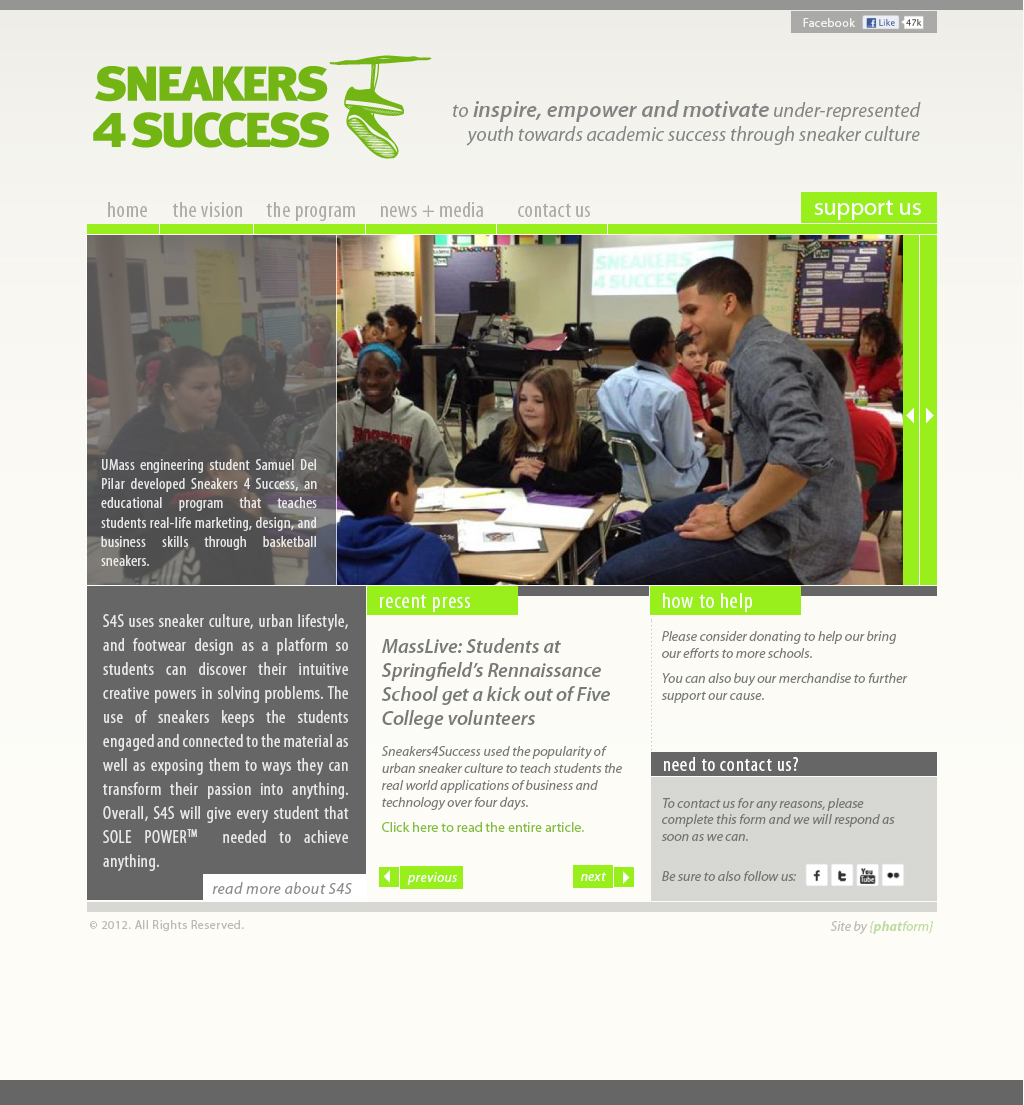 Facebook Like 47k
SNEAKERS
4 SUCCESS
to inspire, empower and motivate under-represented
youth towards academic success through sneaker culture
home the vision the program news + media contact us support us
SNEAKERS
4 SUCCESS
UMass engineering student Samuel Del
Pilar developed Sneakers 4 Success, an
educational program that teaches
students real-life marketing, design, and
business skills through basketball
sneakers.
S4S uses sneaker culture, urban lifestyle,
and footwear design as a platform so
students can discover their intuitive
creative powers in solving problems. The
use of sneakers keeps the students
engaged and connected to the material as
well as exposing them to ways they can
transform their passion into anything.
Overall, S4S will give every student that
SOLE POWER™ needed to achieve
anything.
read more about S4S
recent press
MassLive: Students at
Springfield's Rennaissance
School get a kick out of Five
College volunteers
Sneakers4Success used the popularity of
urban sneaker culture to teach students the
real world applications of business and
technology over four days.
Click here to read the entire article.
previous next
how to help
Please consider donating to help our bring
our efforts to more schools.
You can also buy our merchandise to further
support our cause.
need to contact us?
To contact us for any reasons, please
complete this form and we will respond as
soon as we can.
Be sure to also follow us: f t You Tube
© 2012. All Rights Reserved.
Site by {phatform}